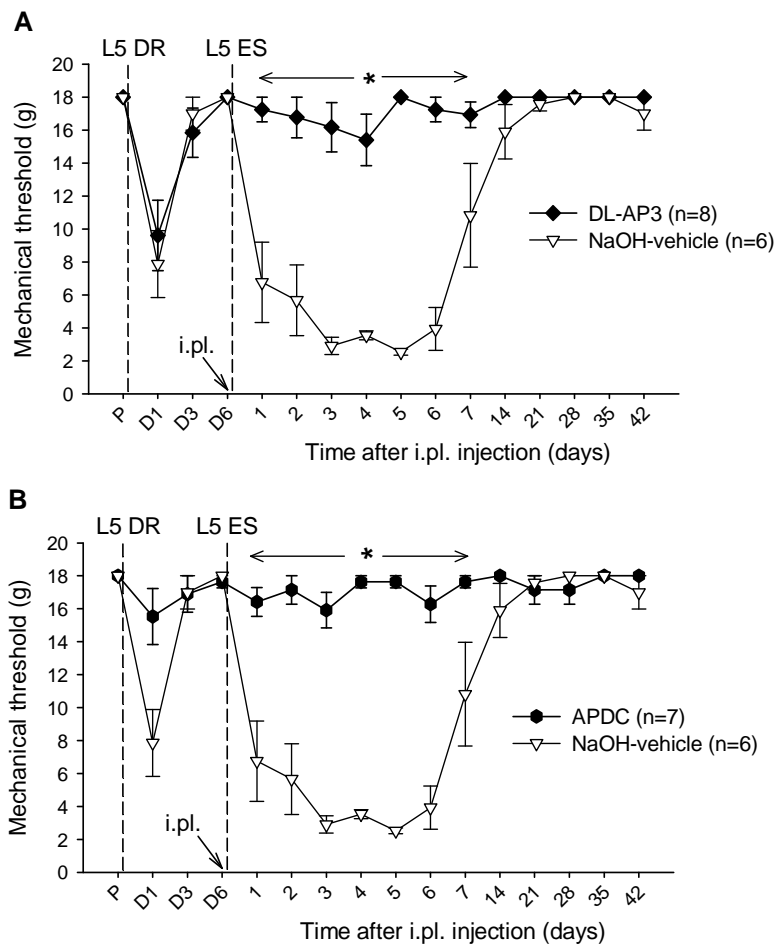 A
L5 DR
L5 ES
*
20
18
16
14
12
10
8
6
4
2
0
Mechanical threshold (g)
DL-AP3 (n=8)
NaOH-vehicle (n=6)
i.pl.
P D1 D3 D6 1 2 3 4 5 6 7 14 21 28 35 42
Time after i.pl. injection (days)
B
L5 DR
L5 ES
*
20
18
16
14
12
10
8
6
4
2
0
Mechanical threshold (g)
APDC (n=7)
NaOH-vehicle (n=6)
i.pl.
P D1 D3 D6 1 2 3 4 5 6 7 14 21 28 35 42
Time after i.pl. injection (days)